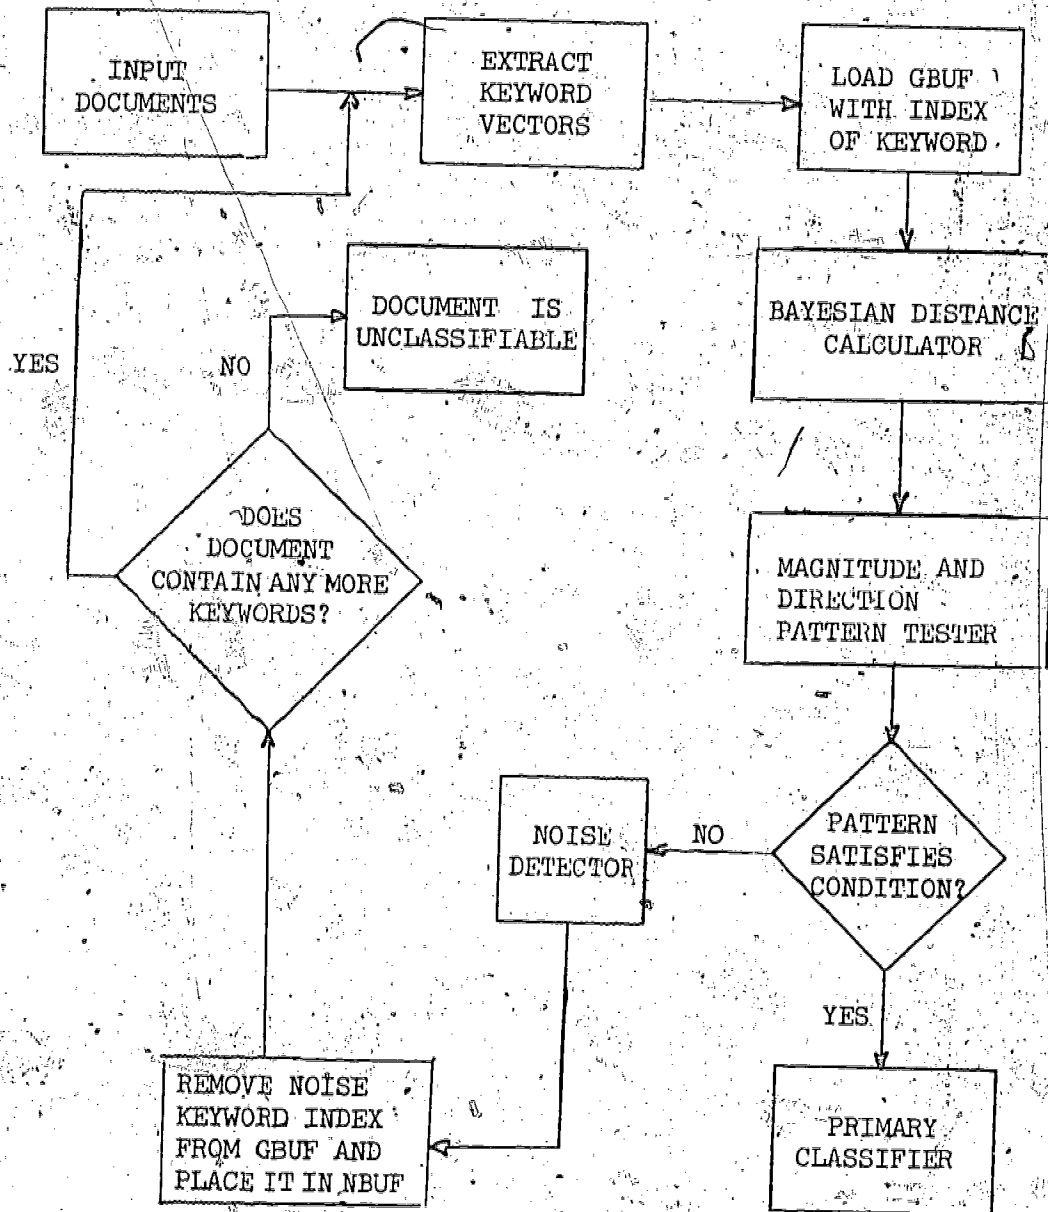 INPUT
DOCUMENTS
EXTRACT
KEYWORD
VECTORS
LOAD GBUF
WITH INDEX
OF KEYWORD
DOCUMENT IS
UNCLASSIFIABLE
BAYESIAN DISTANCE
CALCULATOR
YES
NO
DOES
DOCUMENT
CONTAIN ANY MORE
KEYWORDS?
MAGNITUDE AND
DIRECTION
PATTERN TESTER
NOISE
DETECTOR
NO
PATTERN
SATISFIES
CONDITION?
YES
REMOVE NOISE
KEYWORD INDEX
FROM GBUF AND
PLACE IT IN NBUF
PRIMARY
CLASSIFIER